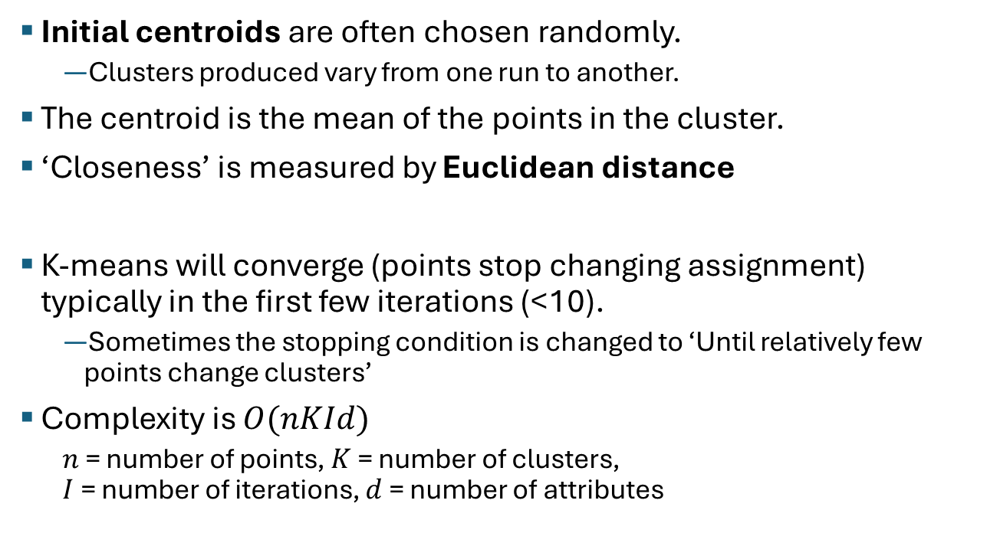 ▪ Initial centroids are often chosen randomly.
—Clusters produced vary from one run to another.
▪ The centroid is the mean of the points in the cluster.
▪ ‘Closeness’ is measured by Euclidean distance
▪ K-means will converge (points stop changing assignment)
typically in the first few iterations (<10).
—Sometimes the stopping condition is changed to ‘Until relatively few
points change clusters’
▪ Complexity is O(nKId)
n = number of points, K = number of clusters,
I = number of iterations, d = number of attributes